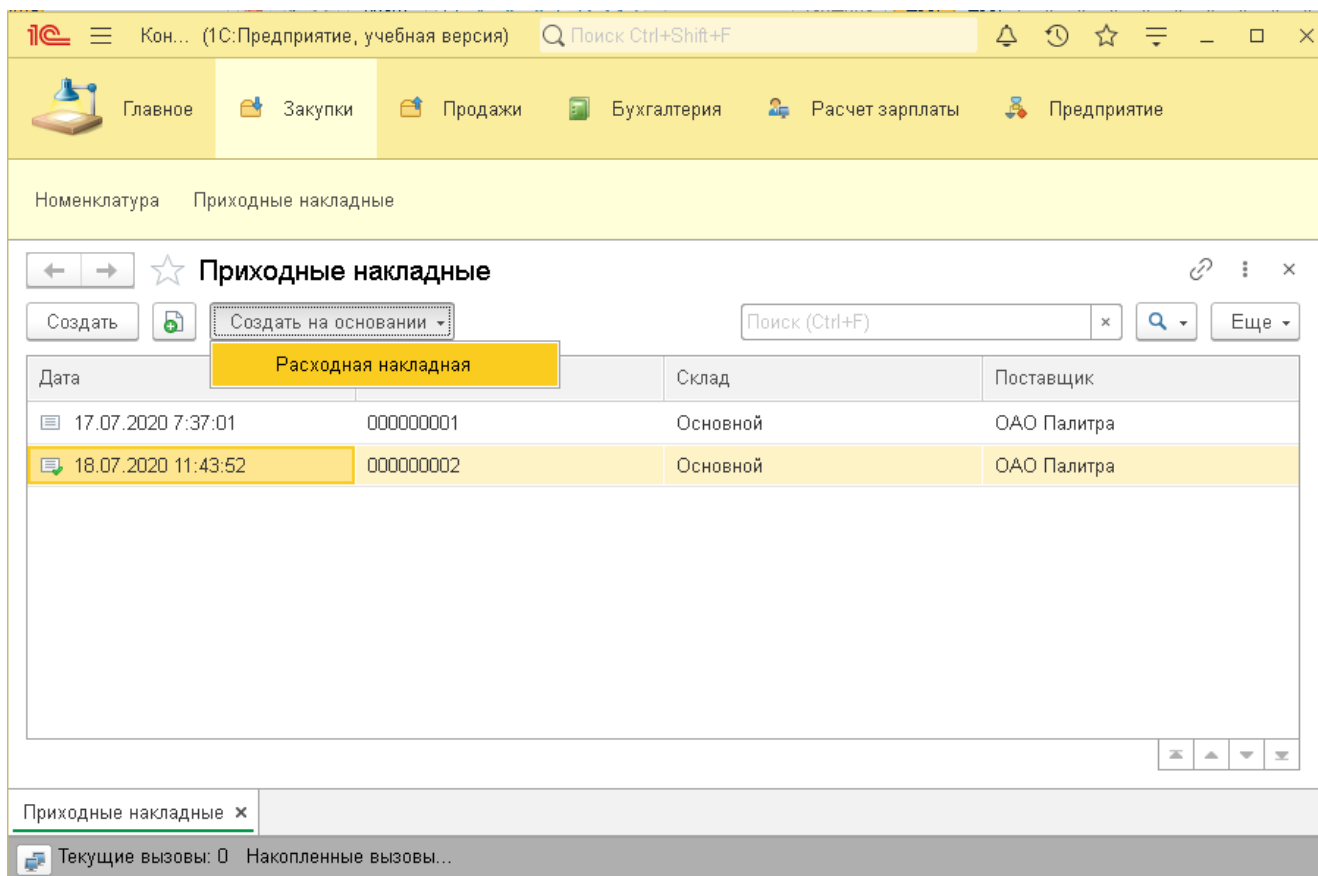 1С Кон... (1С:Предприятие, учебная версия) Поиск Ctrl+Shift+F
Главное Закупки Продажи Бухгалтерия Расчет зарплаты Предприятие
Номенклатура Приходные накладные
Приходные накладные
Создать Создать на основании Поиск (Ctrl+F) × Еще
Расходная накладная
Дата Склад Поставщик
17.07.2020 7:37:01 000000001 Основной ОАО Палитра
18.07.2020 11:43:52 000000002 Основной ОАО Палитра
Приходные накладные ×
Текущие вызовы: 0 Накопленные вызовы...